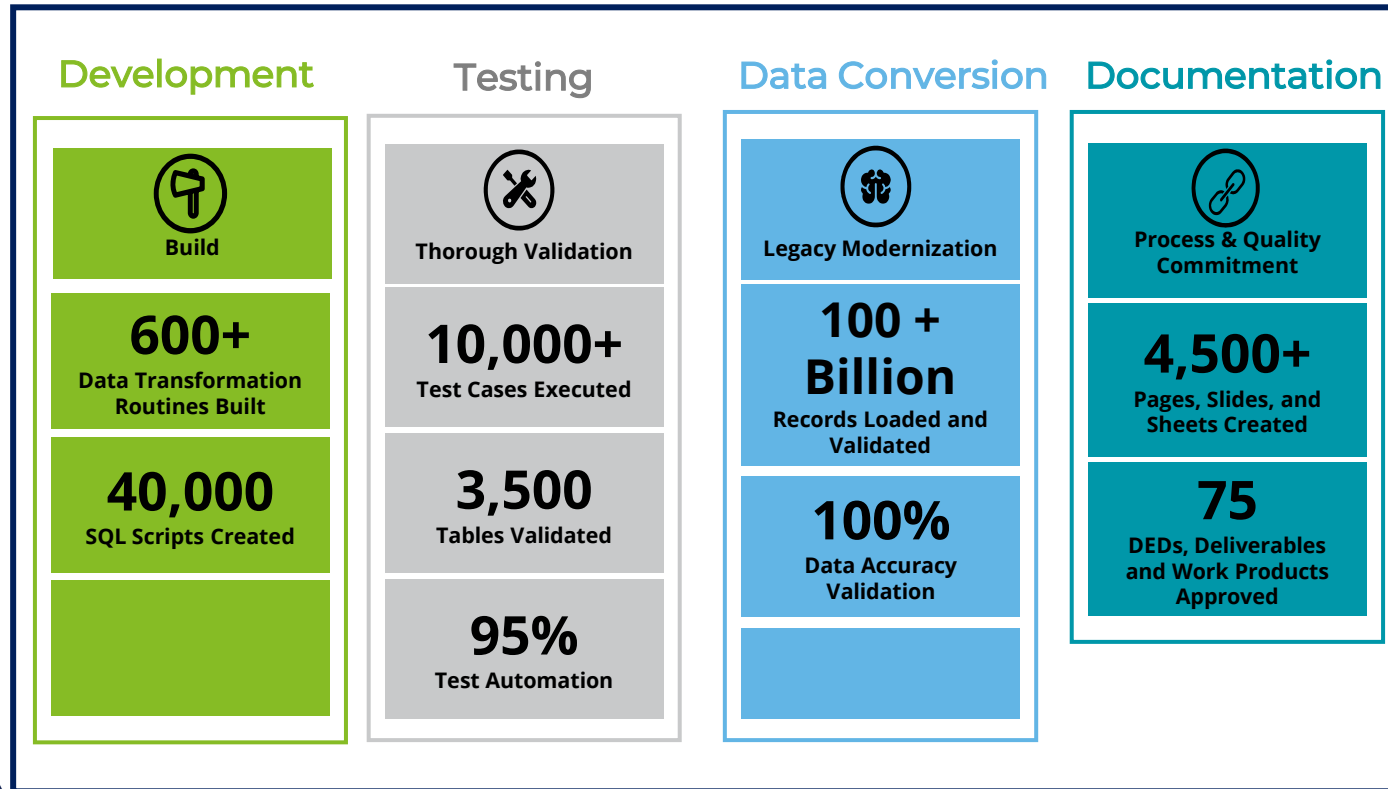 Development
Build
600+
Data Transformation
Routines Built
40,000
SQL Scripts Created
Testing
Thorough Validation
10,000+
Test Cases Executed
3,500
Tables Validated
95%
Test Automation
Data Conversion
Legacy Modernization
100 +
Billion
Records Loaded and
Validated
100%
Data Accuracy
Validation
Documentation
Process & Quality
Commitment
4,500+
Pages, Slides, and
Sheets Created
75
DEDs, Deliverables
and Work Products
Approved